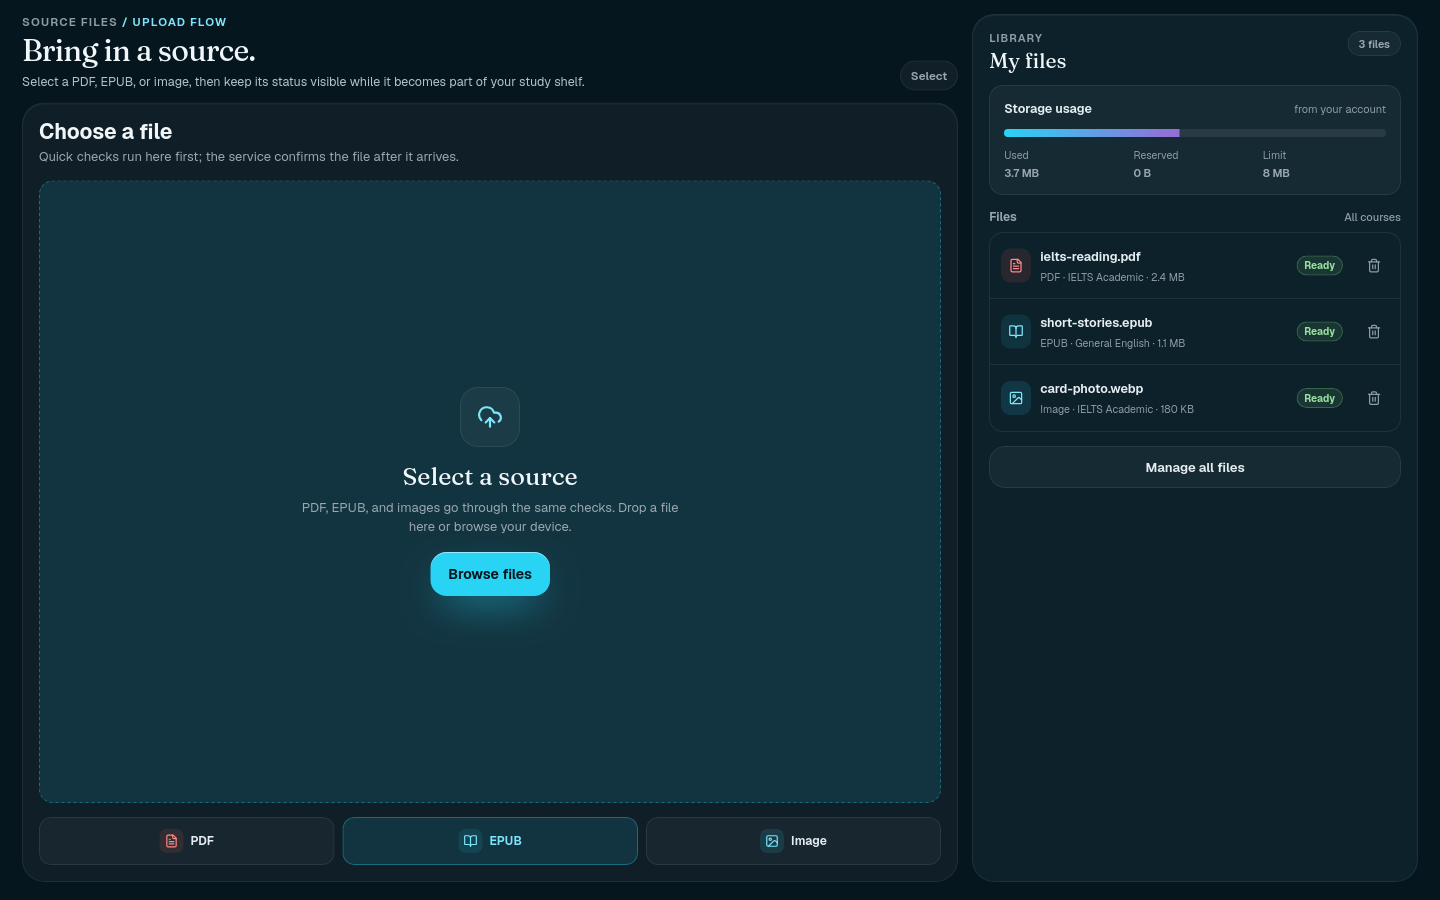 SOURCE FILES / UPLOAD FLOW
Bring in a source.
Select a PDF, EPUB, or image, then keep its status visible while it becomes part of your study shelf.
Select
Choose a file
Quick checks run here first; the service confirms the file after it arrives.
Select a source
PDF, EPUB, and images go through the same checks. Drop a file
here or browse your device.
Browse files
PDF
EPUB
Image
LIBRARY
My files
3 files
Storage usage
from your account
Used
Reserved
Limit
3.7 MB
0 B
8 MB
Files
All courses
ielts-reading.pdf
PDF · IELTS Academic · 2.4 MB
Ready
short-stories.epub
EPUB · General English · 1.1 MB
Ready
card-photo.webp
Image · IELTS Academic · 180 KB
Ready
Manage all files